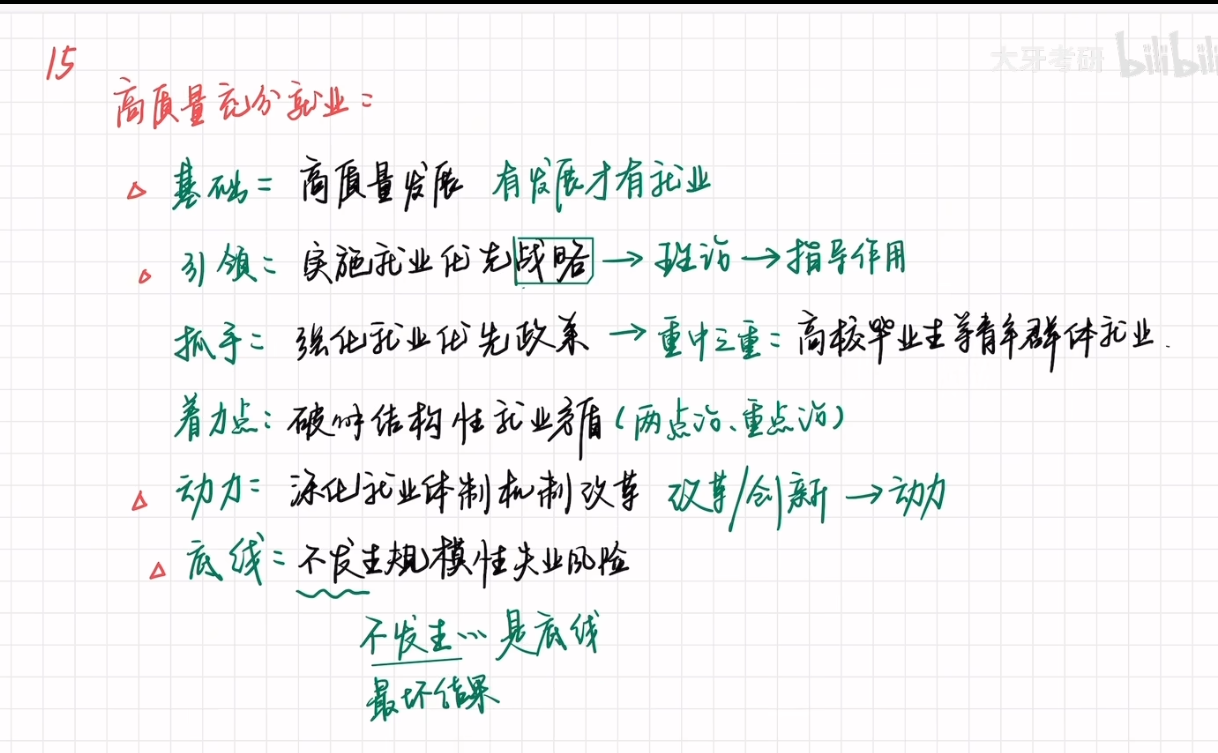 15
大牙考研 bilibili
高质量充分就业:
△ 基础: 高质量发展 有发展才有就业
△ 引领: 实施就业优先战略 → 理论 → 指导作用
抓手: 强化就业优先政策 → 重中之重: 高校毕业生等青年群体就业.
着力点: 破解结构性就业矛盾(两点论、重点论)
△ 动力: 深化就业体制机制改革 改革/创新 → 动力
△ 底线: 不发生规模性失业风险
不发生…是底线
最坏结果